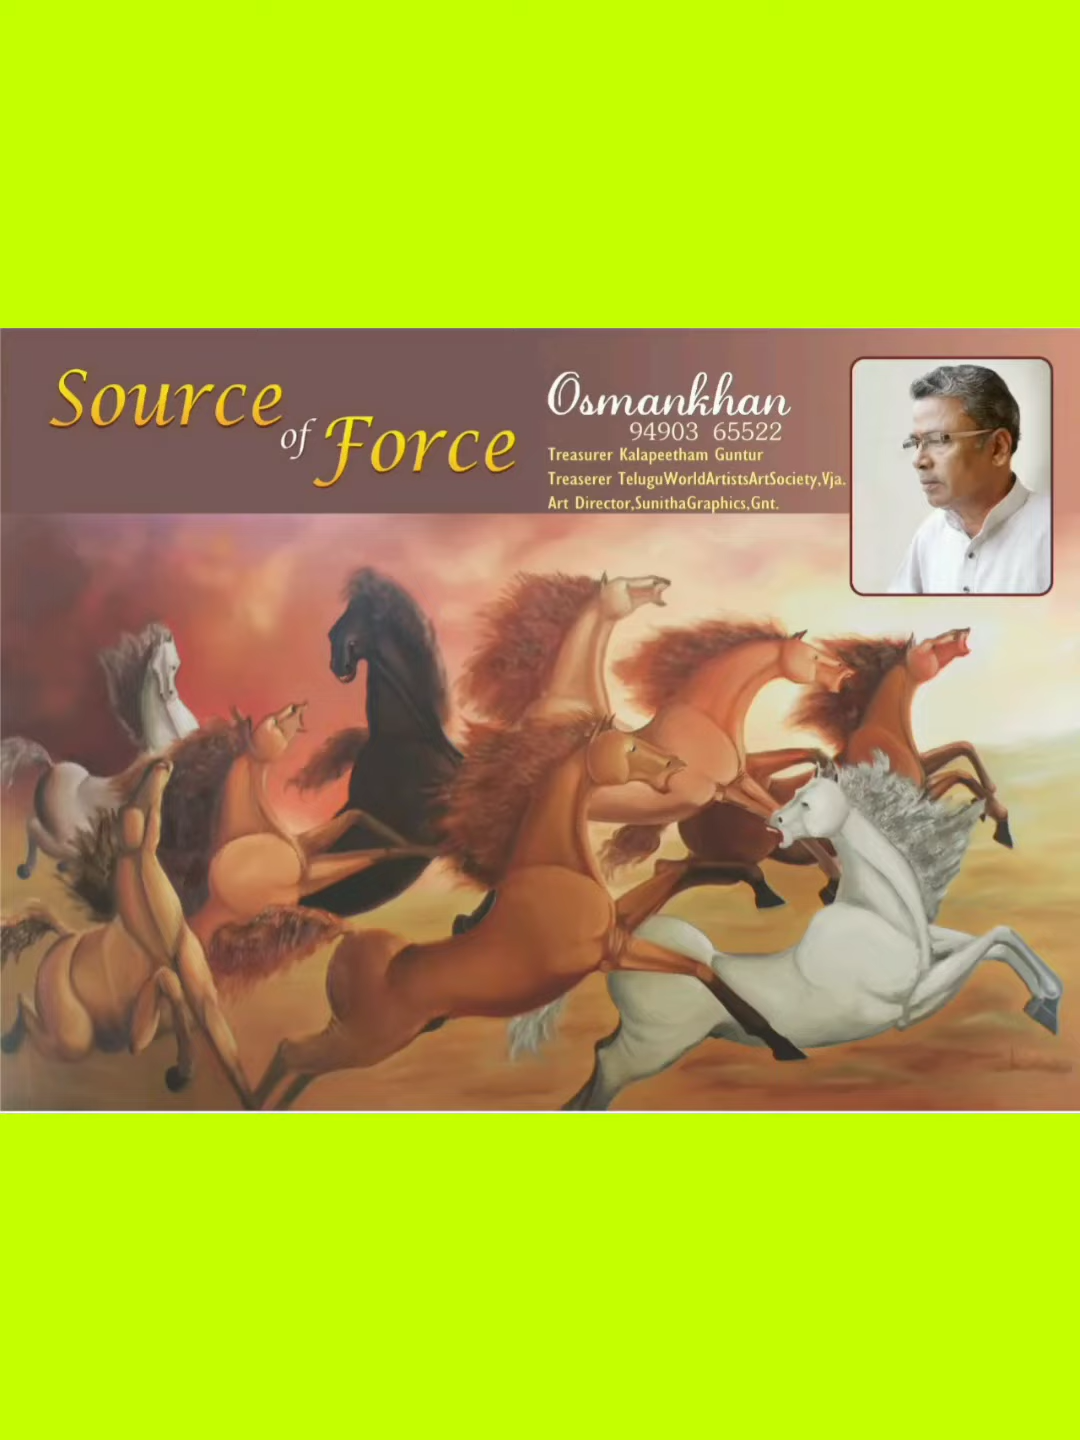 Source
of Force
Osmankhan
94903 65522
Treasurer Kalapeetham Guntur
Treaserer TeluguWorldArtistsArtSociety,Vja.
Art Director,SunithaGraphics,Gnt.